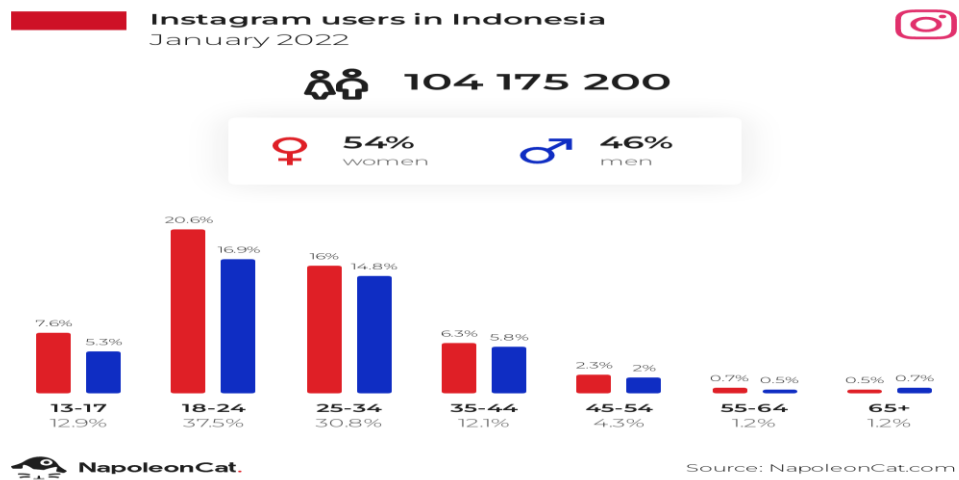 Instagram users in Indonesia
January 2022
104 175 200
54%
women
46%
men
7.6% 5.3% 20.6% 16.9% 16% 14.8% 6.3% 5.8% 2.3% 2% 0.7% 0.5% 0.5% 0.7%
13-17 18-24 25-34 35-44 45-54 55-64 65+
12.9% 37.5% 30.8% 12.1% 4.3% 1.2% 1.2%
NapoleonCat.
Source: NapoleonCat.com